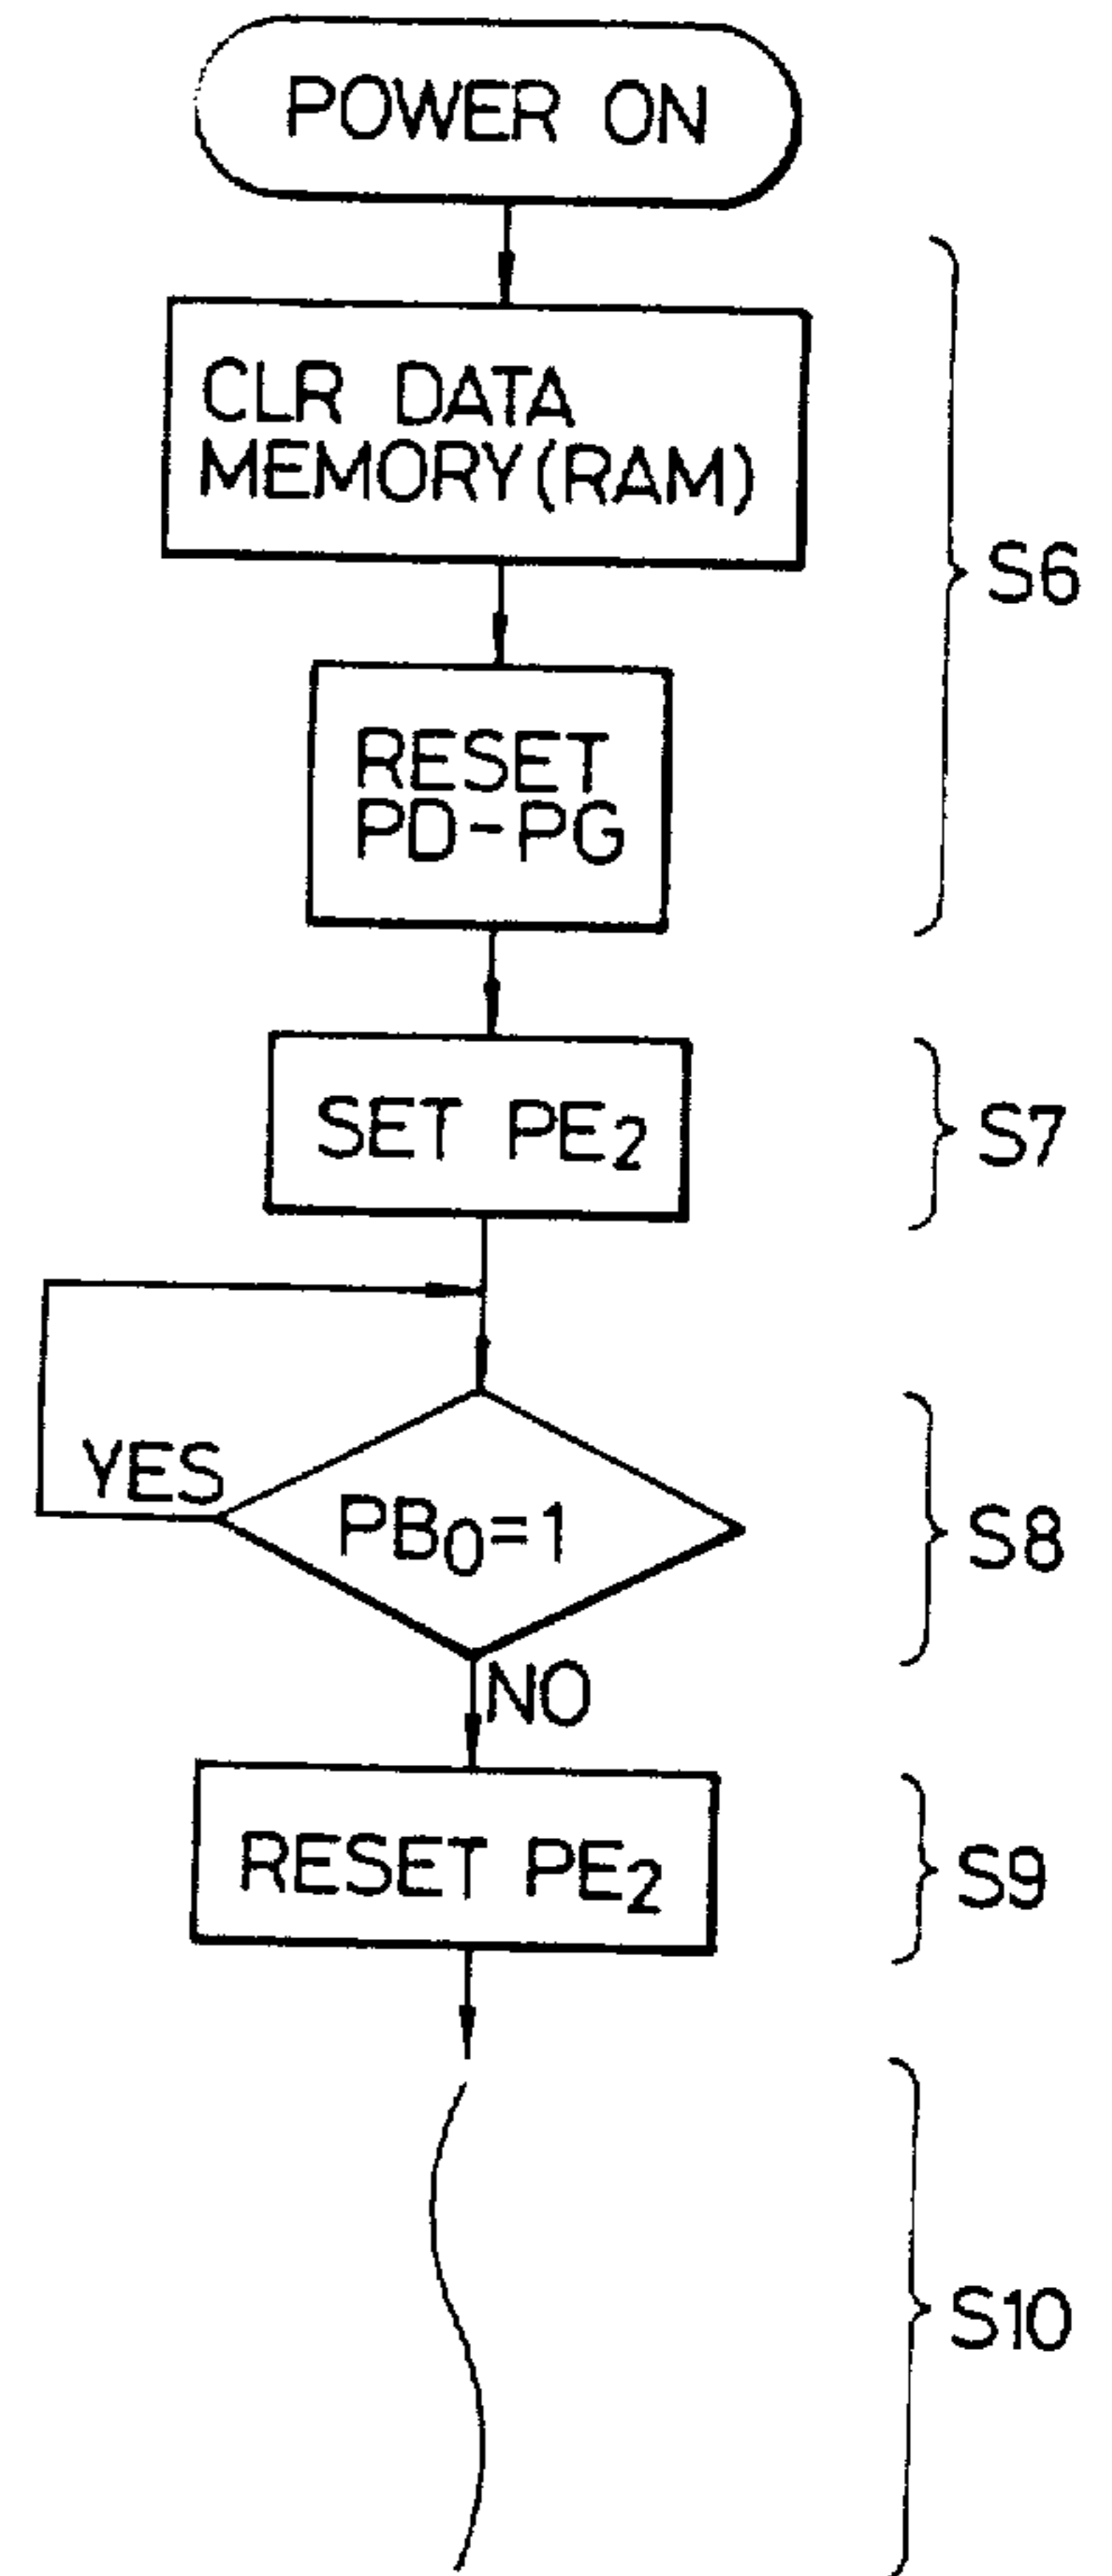 POWER ON
CLR DATA
MEMORY(RAM)
S6
RESET
PD-PG
SET PE₂
S7
YES
PB₀=1
S8
NO
RESET PE₂
S9
S10